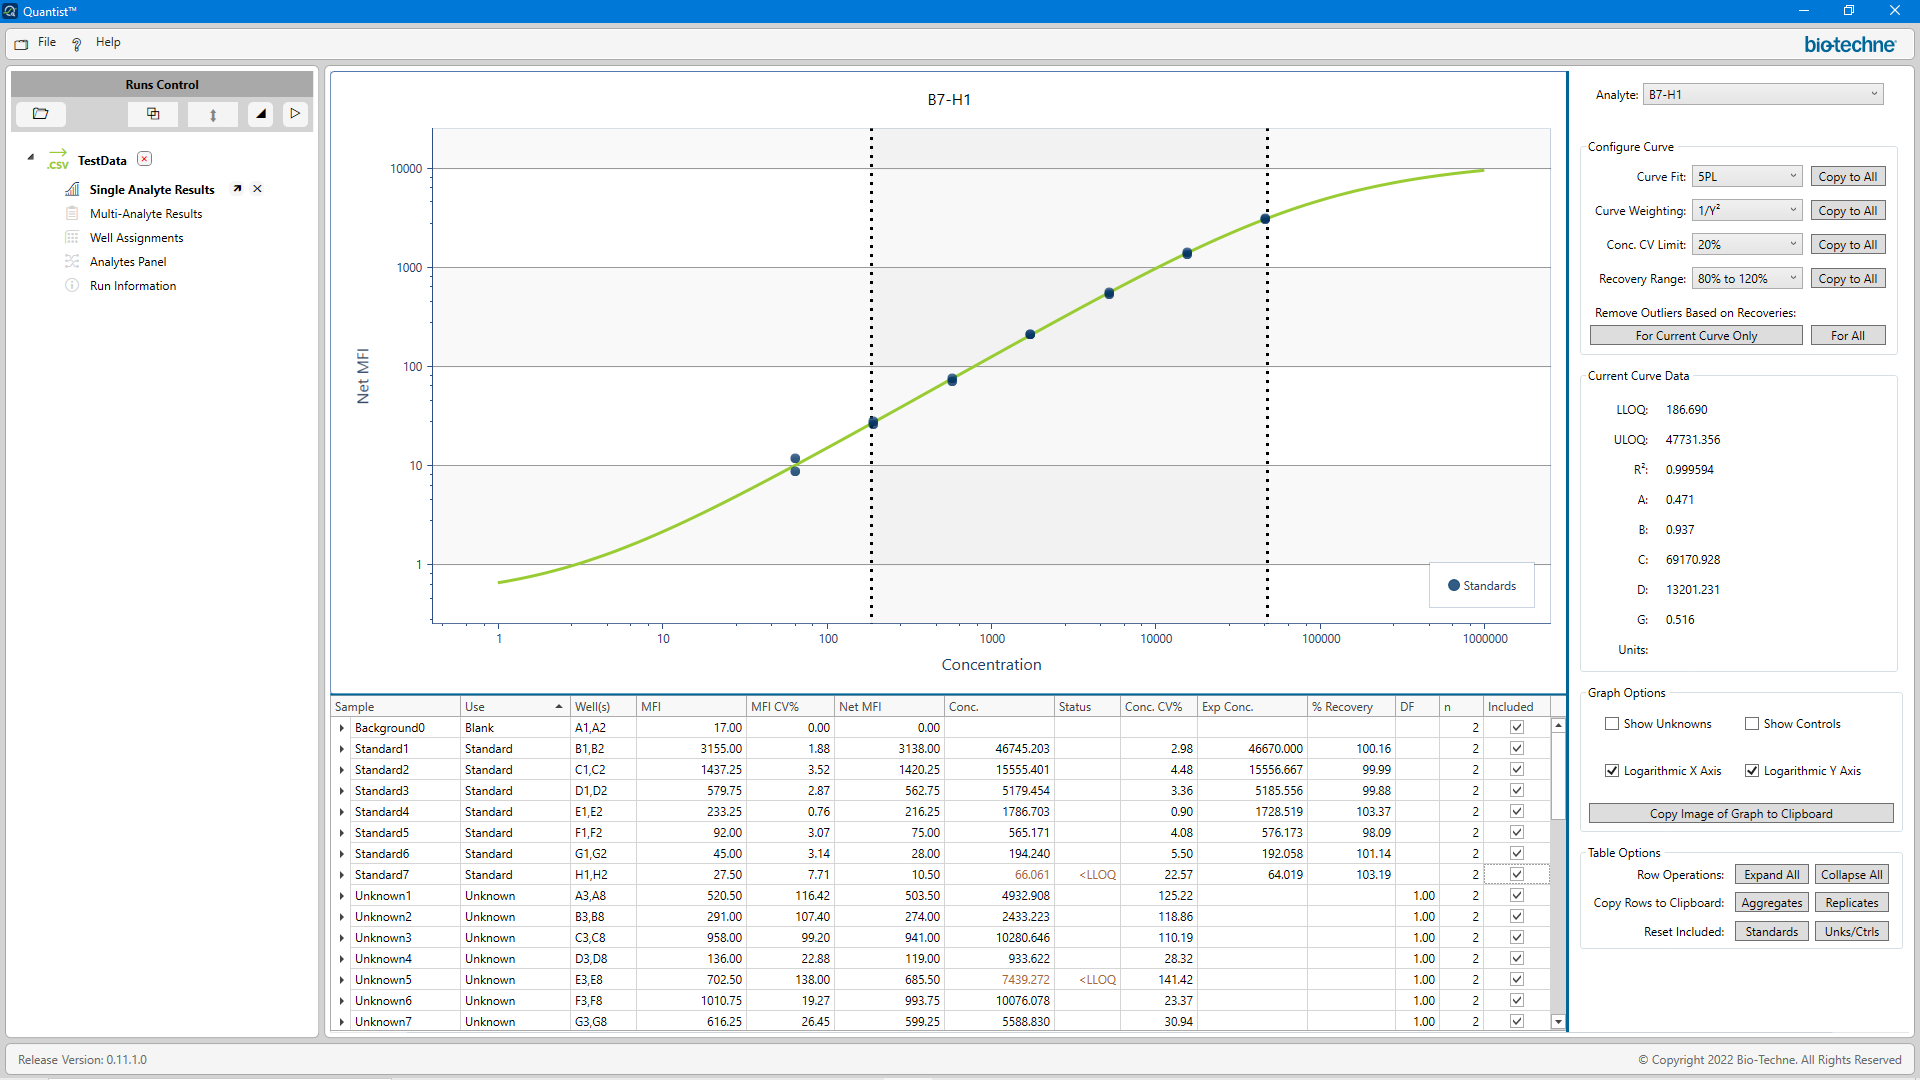 Quantist™
File Help
bio-techne
Runs Control
.CSV TestData
Single Analyte Results
Multi-Analyte Results
Well Assignments
Analytes Panel
Run Information
B7-H1
Net MFI
10000
1000
100
10
1
Standards
1 10 100 1000 10000 100000 1000000
Concentration
Sample Use Well(s) MFI MFI CV% Net MFI Conc. Status Conc. CV% Exp Conc. % Recovery DF n Included
Background0 Blank A1,A2 17.00 0.00 0.00 2
Standard1 Standard B1,B2 3155.00 1.88 3138.00 46745.203 2.98 46670.000 100.16 2
Standard2 Standard C1,C2 1437.25 3.52 1420.25 15555.401 4.48 15556.667 99.99 2
Standard3 Standard D1,D2 579.75 2.87 562.75 5179.454 3.36 5185.556 99.88 2
Standard4 Standard E1,E2 233.25 0.76 216.25 1786.703 0.90 1728.519 103.37 2
Standard5 Standard F1,F2 92.00 3.07 75.00 565.171 4.08 576.173 98.09 2
Standard6 Standard G1,G2 45.00 3.14 28.00 194.240 5.50 192.058 101.14 2
Standard7 Standard H1,H2 27.50 7.71 10.50 66.061 <LLOQ 22.57 64.019 103.19 2
Unknown1 Unknown A3,A8 520.50 116.42 503.50 4932.908 125.22 1.00 2
Unknown2 Unknown B3,B8 291.00 107.40 274.00 2433.223 118.86 1.00 2
Unknown3 Unknown C3,C8 958.00 99.20 941.00 10280.646 110.19 1.00 2
Unknown4 Unknown D3,D8 136.00 22.88 119.00 933.622 28.32 1.00 2
Unknown5 Unknown E3,E8 702.50 138.00 685.50 7439.272 <LLOQ 141.42 1.00 2
Unknown6 Unknown F3,F8 1010.75 19.27 993.75 10076.078 23.37 1.00 2
Unknown7 Unknown G3,G8 616.25 26.45 599.25 5588.830 30.94 1.00 2
Analyte: B7-H1
Configure Curve
Curve Fit: 5PL Copy to All
Curve Weighting: 1/Y² Copy to All
Conc. CV Limit: 20% Copy to All
Recovery Range: 80% to 120% Copy to All
Remove Outliers Based on Recoveries:
For Current Curve Only For All
Current Curve Data
LLOQ: 186.690
ULOQ: 47731.356
R²: 0.999594
A: 0.471
B: 0.937
C: 69170.928
D: 13201.231
G: 0.516
Units:
Graph Options
Show Unknowns Show Controls
Logarithmic X Axis Logarithmic Y Axis
Copy Image of Graph to Clipboard
Table Options
Row Operations: Expand All Collapse All
Copy Rows to Clipboard: Aggregates Replicates
Reset Included: Standards Unks/Ctrls
Release Version: 0.11.1.0
© Copyright 2022 Bio-Techne. All Rights Reserved